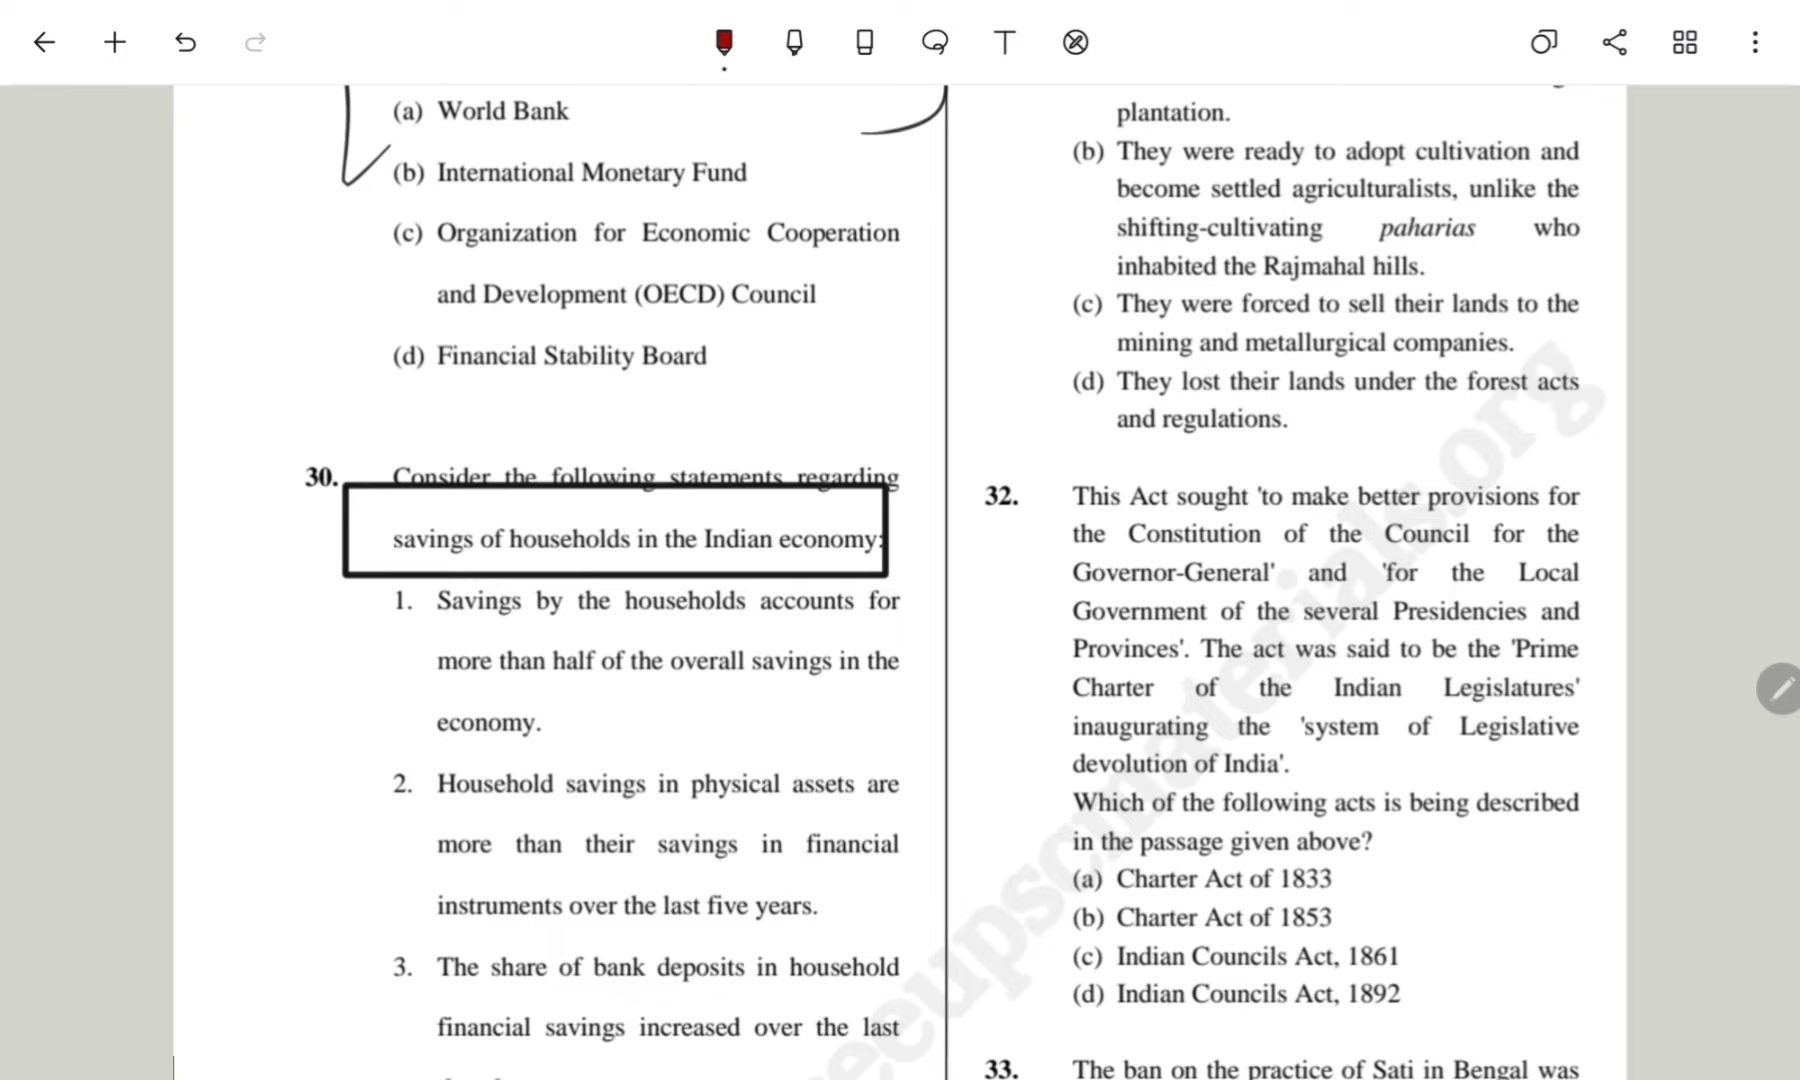 (a) World Bank
(b) International Monetary Fund
(c) Organization for Economic Cooperation
and Development (OECD) Council
(d) Financial Stability Board
30. Consider the following statements regarding
savings of households in the Indian economy:
1. Savings by the households accounts for
more than half of the overall savings in the
economy.
2. Household savings in physical assets are
more than their savings in financial
instruments over the last five years.
3. The share of bank deposits in household
financial savings increased over the last
plantation.
(b) They were ready to adopt cultivation and
become settled agriculturalists, unlike the
shifting-cultivating paharias who
inhabited the Rajmahal hills.
(c) They were forced to sell their lands to the
mining and metallurgical companies.
(d) They lost their lands under the forest acts
and regulations.
32. This Act sought 'to make better provisions for
the Constitution of the Council for the
Governor-General' and 'for the Local
Government of the several Presidencies and
Provinces'. The act was said to be the 'Prime
Charter of the Indian Legislatures'
inaugurating the 'system of Legislative
devolution of India'.
Which of the following acts is being described
in the passage given above?
(a) Charter Act of 1833
(b) Charter Act of 1853
(c) Indian Councils Act, 1861
(d) Indian Councils Act, 1892
33. The ban on the practice of Sati in Bengal was
eeupscmaterials.org